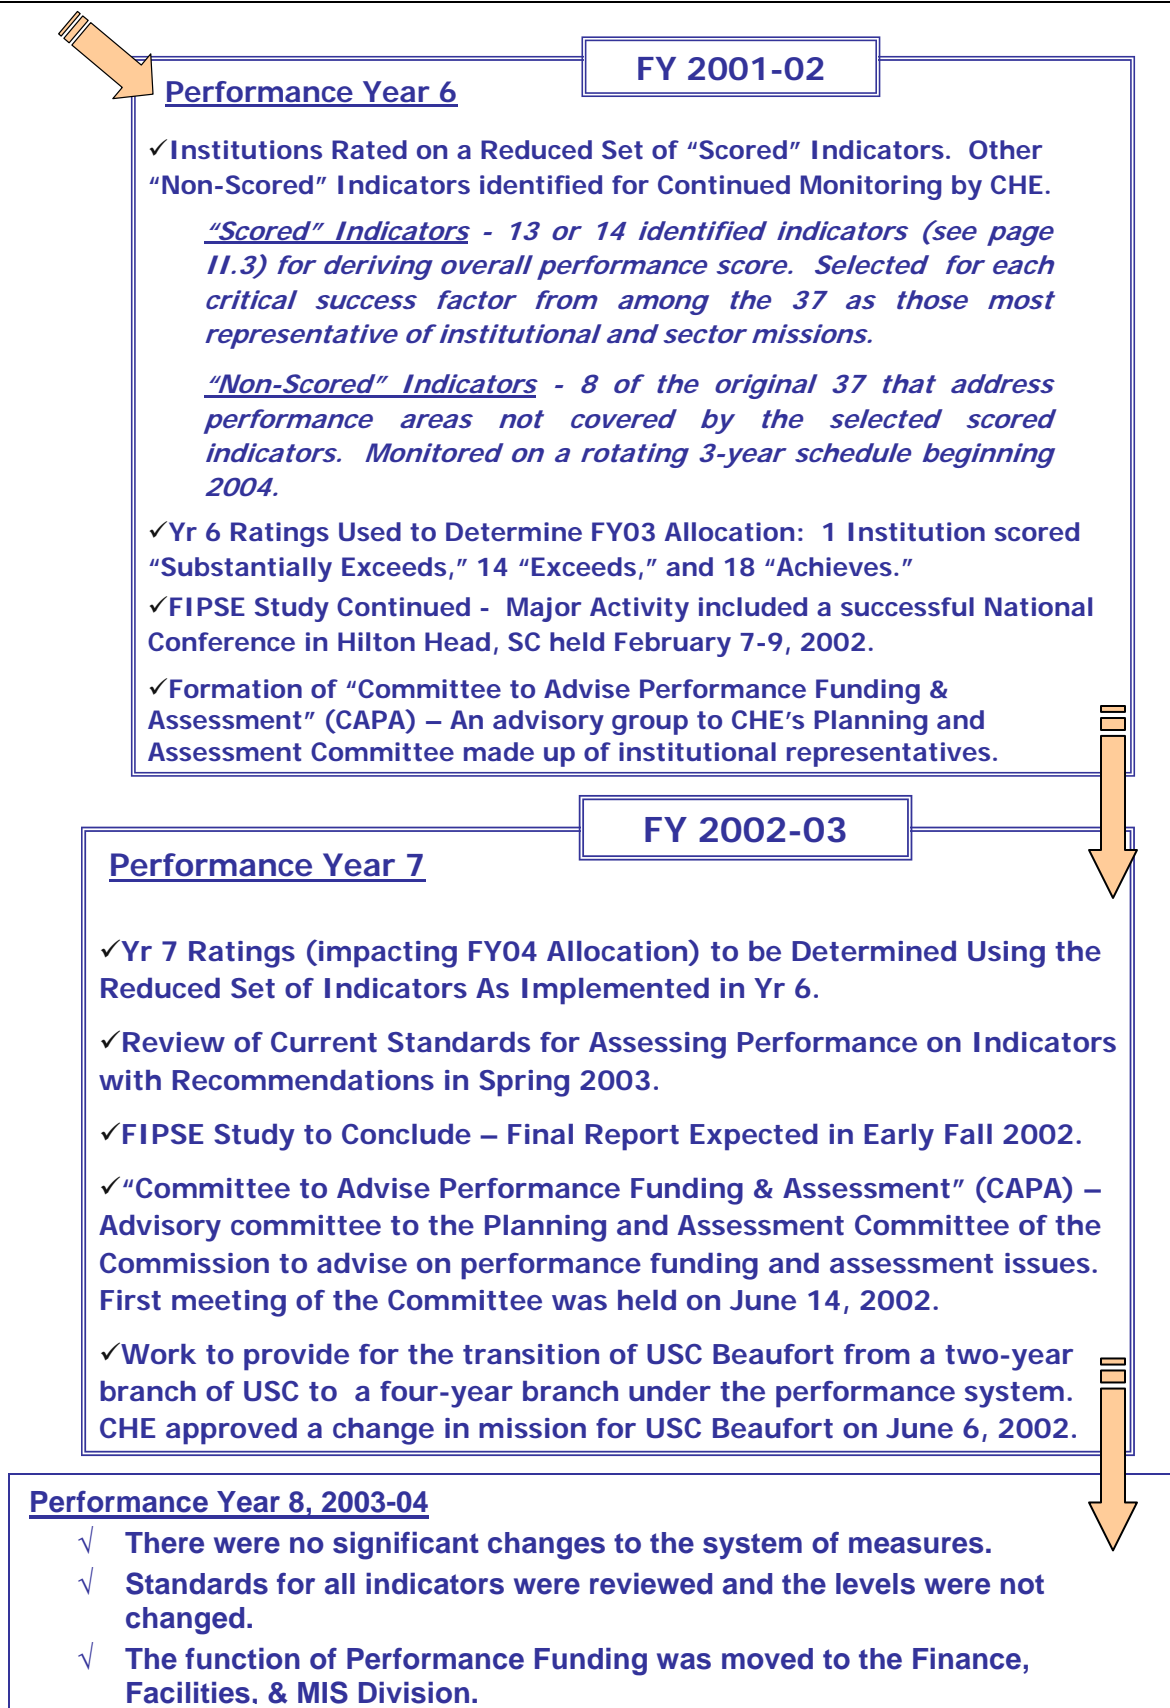 FY 2001-02
Performance Year 6
✓Institutions Rated on a Reduced Set of “Scored” Indicators.  Other
“Non-Scored” Indicators identified for Continued Monitoring by CHE.
“Scored” Indicators - 13 or 14 identified indicators (see page
II.3) for deriving overall performance score.  Selected  for each
critical success factor from among the 37 as those most
representative of institutional and sector missions.
“Non-Scored” Indicators - 8 of the original 37 that address
performance areas not covered by the selected scored
indicators.  Monitored on a rotating 3-year schedule beginning
2004.
✓Yr 6 Ratings Used to Determine FY03 Allocation:  1 Institution scored
“Substantially Exceeds,” 14 “Exceeds,” and 18 “Achieves.”
✓FIPSE Study Continued -  Major Activity included a successful National
Conference in Hilton Head, SC held February 7-9, 2002.
✓Formation of “Committee to Advise Performance Funding &
Assessment” (CAPA) – An advisory group to CHE’s Planning and
Assessment Committee made up of institutional representatives.
FY 2002-03
Performance Year 7
✓Yr 7 Ratings (impacting FY04 Allocation) to be Determined Using the
Reduced Set of Indicators As Implemented in Yr 6.
✓Review of Current Standards for Assessing Performance on Indicators
with Recommendations in Spring 2003.
✓FIPSE Study to Conclude – Final Report Expected in Early Fall 2002.
✓“Committee to Advise Performance Funding & Assessment” (CAPA) –
Advisory committee to the Planning and Assessment Committee of the
Commission to advise on performance funding and assessment issues.
First meeting of the Committee was held on June 14, 2002.
✓Work to provide for the transition of USC Beaufort from a two-year
branch of USC to  a four-year branch under the performance system.
CHE approved a change in mission for USC Beaufort on June 6, 2002.
Performance Year 8, 2003-04
√ There were no significant changes to the system of measures.
√ Standards for all indicators were reviewed and the levels were not
changed.
√ The function of Performance Funding was moved to the Finance,
Facilities, & MIS Division.